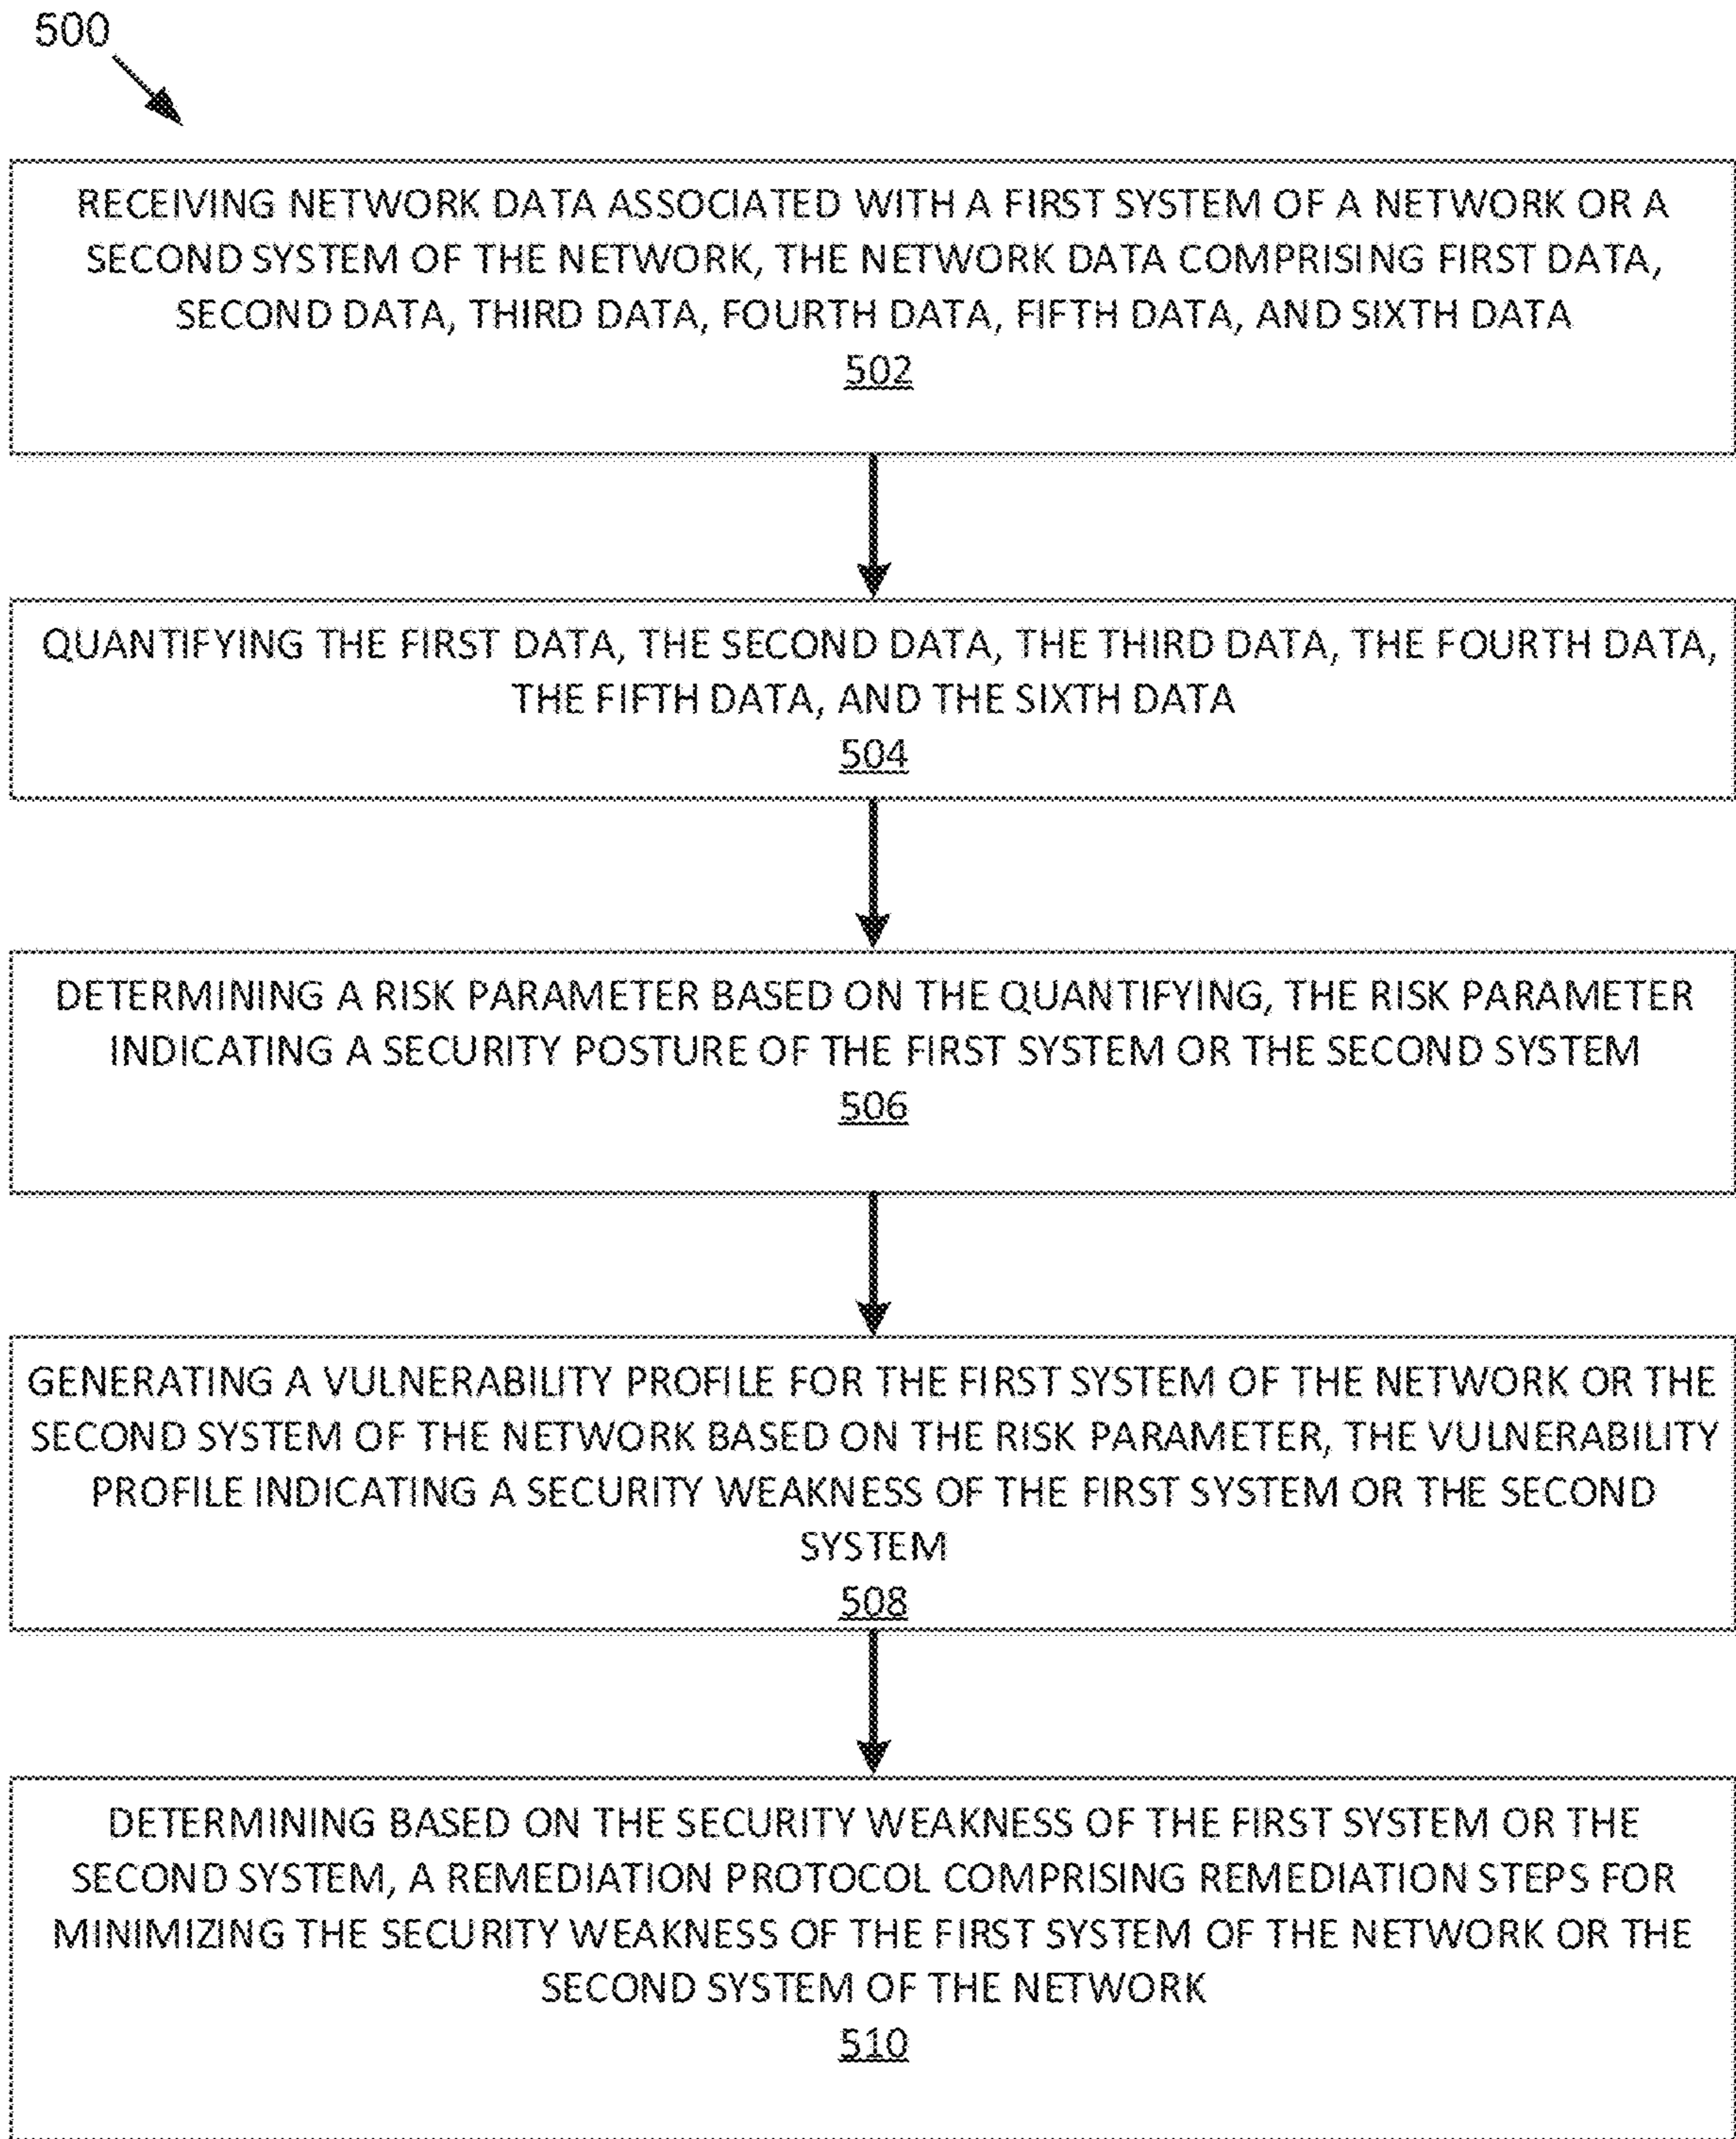 500
RECEIVING NETWORK DATA ASSOCIATED WITH A FIRST SYSTEM OF A NETWORK OR A
SECOND SYSTEM OF THE NETWORK, THE NETWORK DATA COMPRISING FIRST DATA,
SECOND DATA, THIRD DATA, FOURTH DATA, FIFTH DATA, AND SIXTH DATA
502
QUANTIFYING THE FIRST DATA, THE SECOND DATA, THE THIRD DATA, THE FOURTH DATA,
THE FIFTH DATA, AND THE SIXTH DATA
504
DETERMINING A RISK PARAMETER BASED ON THE QUANTIFYING, THE RISK PARAMETER
INDICATING A SECURITY POSTURE OF THE FIRST SYSTEM OR THE SECOND SYSTEM
506
GENERATING A VULNERABILITY PROFILE FOR THE FIRST SYSTEM OF THE NETWORK OR THE
SECOND SYSTEM OF THE NETWORK BASED ON THE RISK PARAMETER, THE VULNERABILITY
PROFILE INDICATING A SECURITY WEAKNESS OF THE FIRST SYSTEM OR THE SECOND
SYSTEM
508
DETERMINING BASED ON THE SECURITY WEAKNESS OF THE FIRST SYSTEM OR THE
SECOND SYSTEM, A REMEDIATION PROTOCOL COMPRISING REMEDIATION STEPS FOR
MINIMIZING THE SECURITY WEAKNESS OF THE FIRST SYSTEM OF THE NETWORK OR THE
SECOND SYSTEM OF THE NETWORK
510